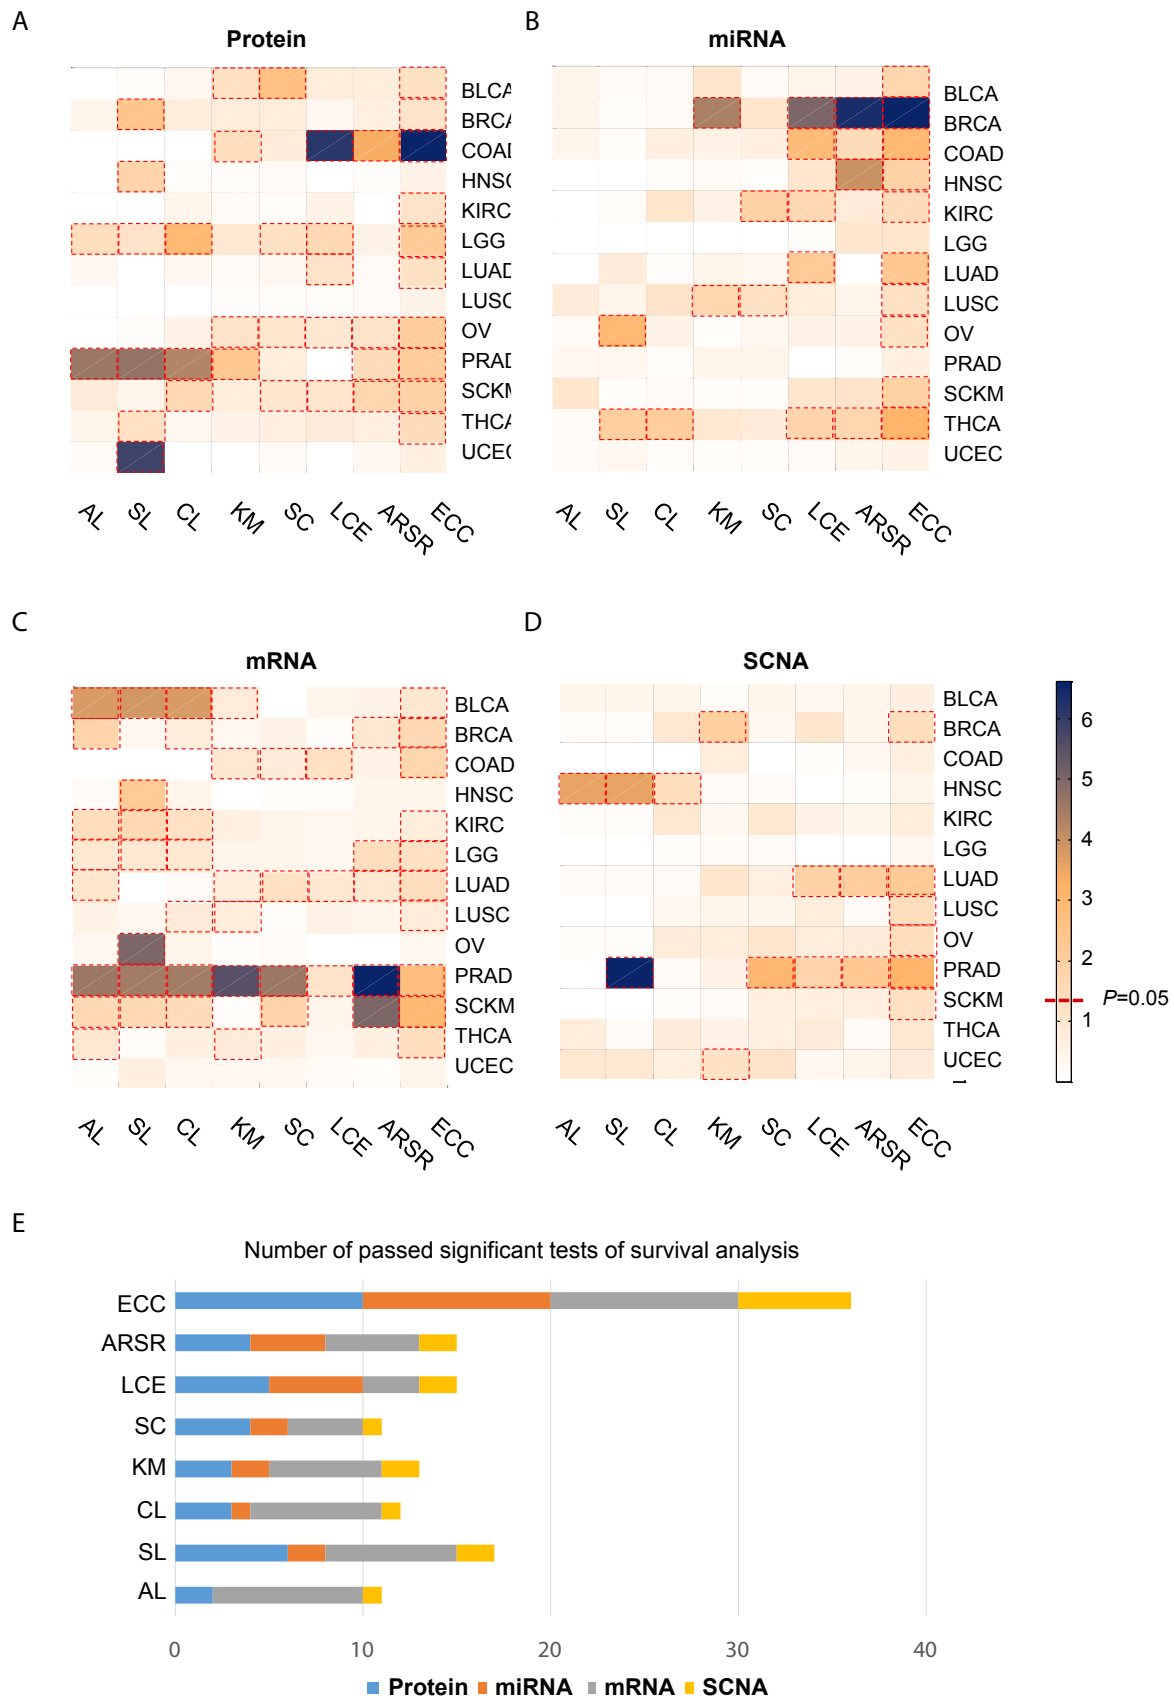 A
Protein
BLCA
BRCA
COAD
HNSC
KIRC
LGG
LUAD
LUSC
OV
PRAD
SCKM
THCA
UCEC
AL SL CL KM SC LCE ARSR ECC
B
miRNA
BLCA
BRCA
COAD
HNSC
KIRC
LGG
LUAD
LUSC
OV
PRAD
SCKM
THCA
UCEC
AL SL CL KM SC LCE ARSR ECC
C
mRNA
BLCA
BRCA
COAD
HNSC
KIRC
LGG
LUAD
LUSC
OV
PRAD
SCKM
THCA
UCEC
AL SL CL KM SC LCE ARSR ECC
D
SCNA
BLCA
BRCA
COAD
HNSC
KIRC
LGG
LUAD
LUSC
OV
PRAD
SCKM
THCA
UCEC
AL SL CL KM SC LCE ARSR ECC
6
5
4
3
2
P=0.05
1
E
Number of passed significant tests of survival analysis
ECC
ARSR
LCE
SC
KM
CL
SL
AL
0 10 20 30 40
Protein miRNA mRNA SCNA